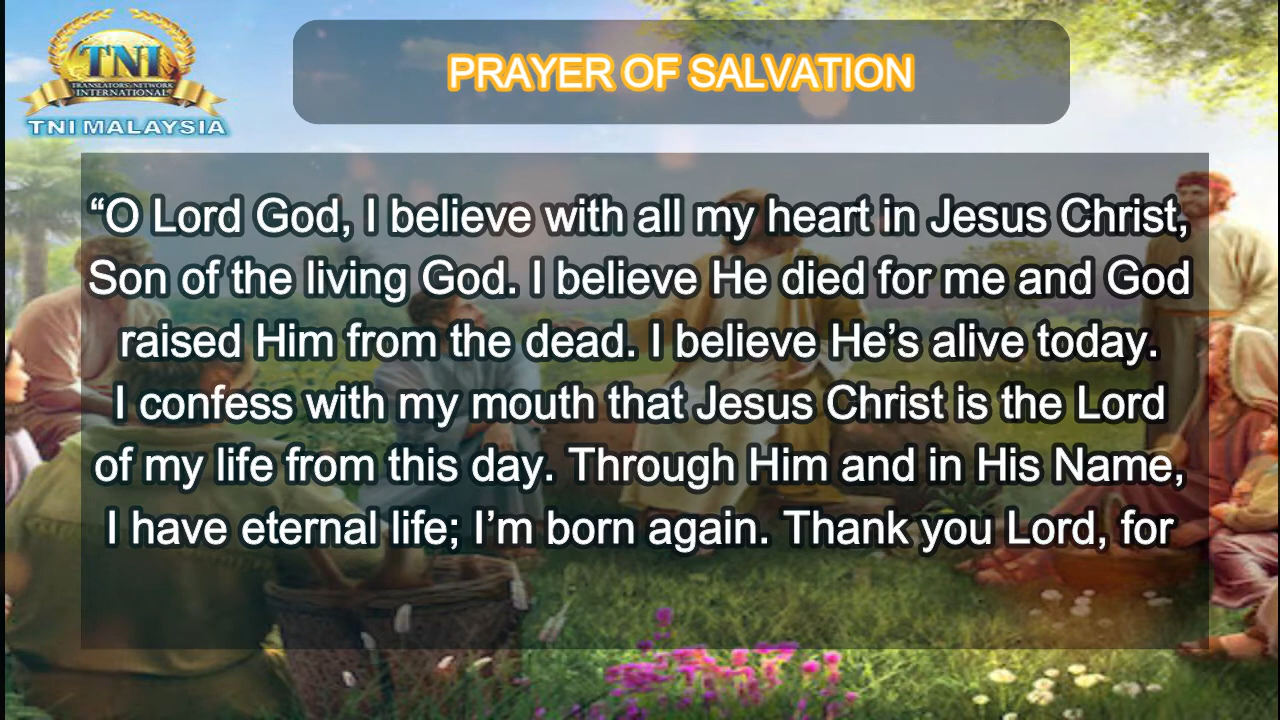 TNI
TRANSLATORS NETWORK
INTERNATIONAL
TNI MALAYSIA
PRAYER OF SALVATION
“O Lord God, I believe with all my heart in Jesus Christ,
Son of the living God. I believe He died for me and God
raised Him from the dead. I believe He’s alive today.
I confess with my mouth that Jesus Christ is the Lord
of my life from this day. Through Him and in His Name,
I have eternal life; I’m born again. Thank you Lord, for